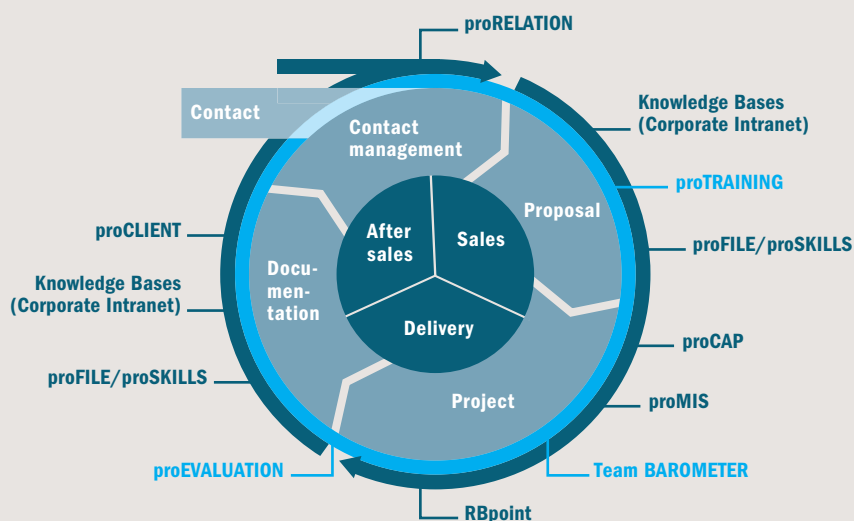 proRELATION
Knowledge Bases
(Corporate Intranet)
Contact
Contact
management
proTRAINING
Proposal
After
sales
Sales
proCLIENT
proFILE/proSKILLS
Docu-
men-
tation
Knowledge Bases
(Corporate Intranet)
Delivery
proCAP
proFILE/proSKILLS
Project
proMIS
proEVALUATION
Team BAROMETER
RBpoint